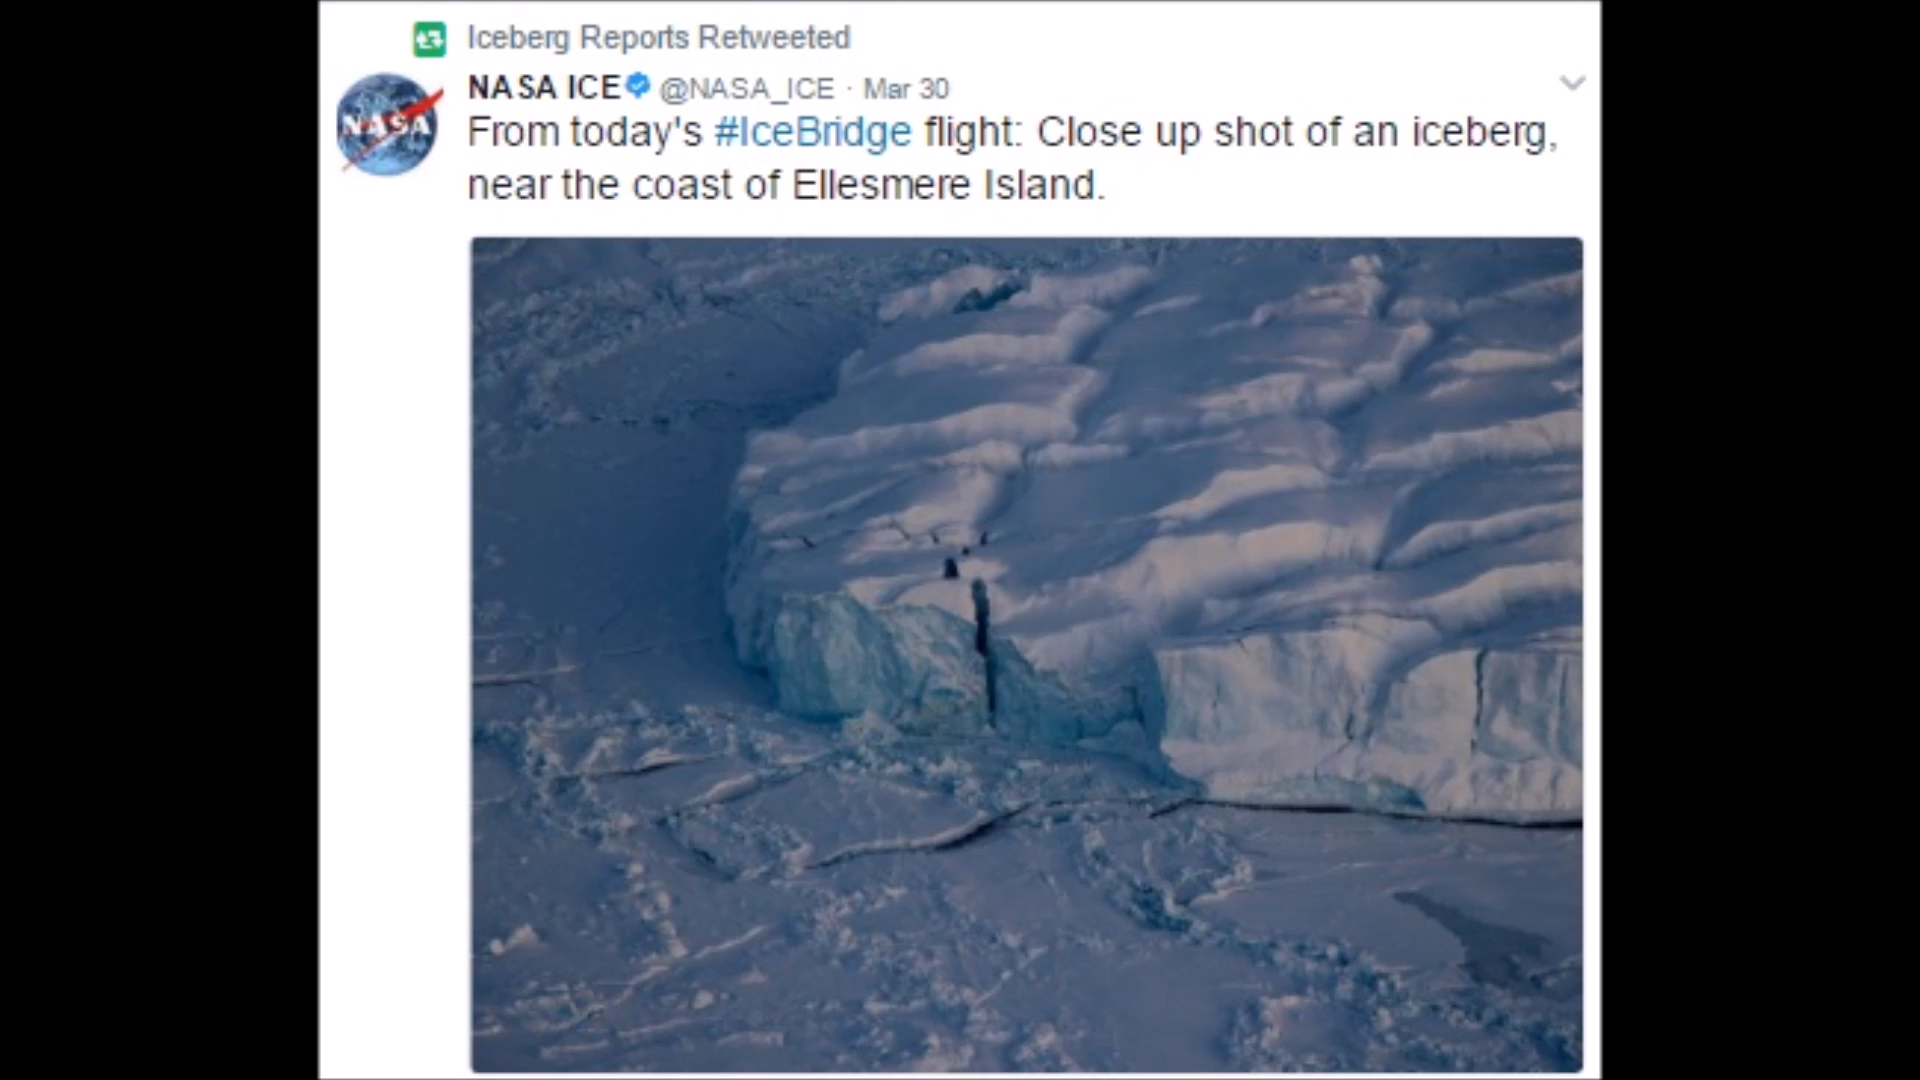 Iceberg Reports Retweeted
NASA ICE @NASA_ICE · Mar 30
NASA
From today's #IceBridge flight: Close up shot of an iceberg,
near the coast of Ellesmere Island.